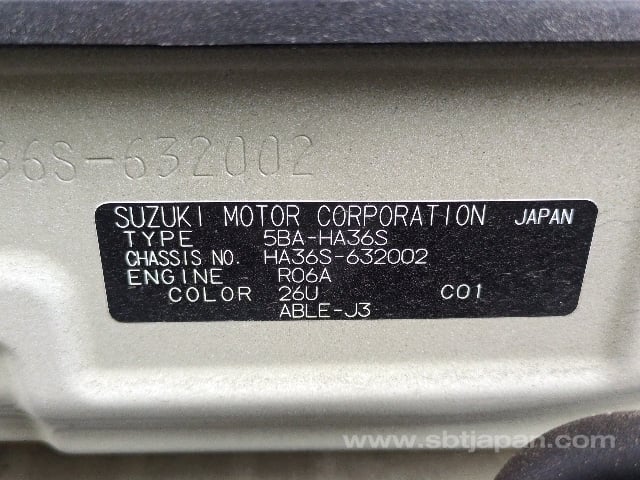 36S-632002
SUZUKI MOTOR CORPORATION JAPAN
TYPE 5BA-HA36S
CHASSIS NO. HA36S-632002
ENGINE R06A
COLOR 26U C01
ABLE-J3
www.sbtjapan.com